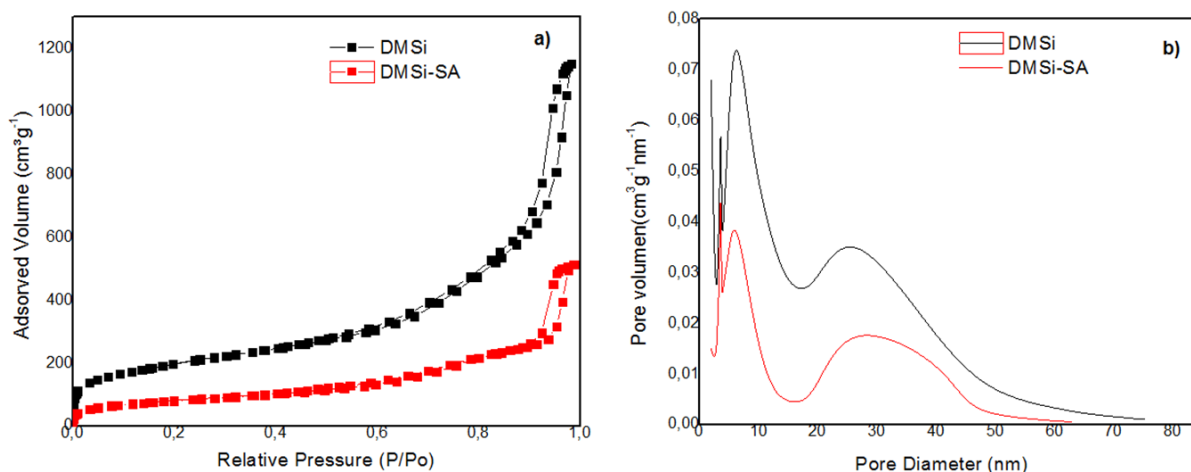 a)
DMSi
DMSi-SA
1200
1000
800
600
400
200
0
0,0 0,2 0,4 0,6 0,8 1,0
Adsorved Volume (cm³g⁻¹)
Relative Pressure (P/Po)
b)
DMSi
DMSi-SA
0,08
0,07
0,06
0,05
0,04
0,03
0,02
0,01
0,00
0 10 20 30 40 50 60 70 80
Pore volumen(cm³g⁻¹nm⁻¹)
Pore Diameter (nm)